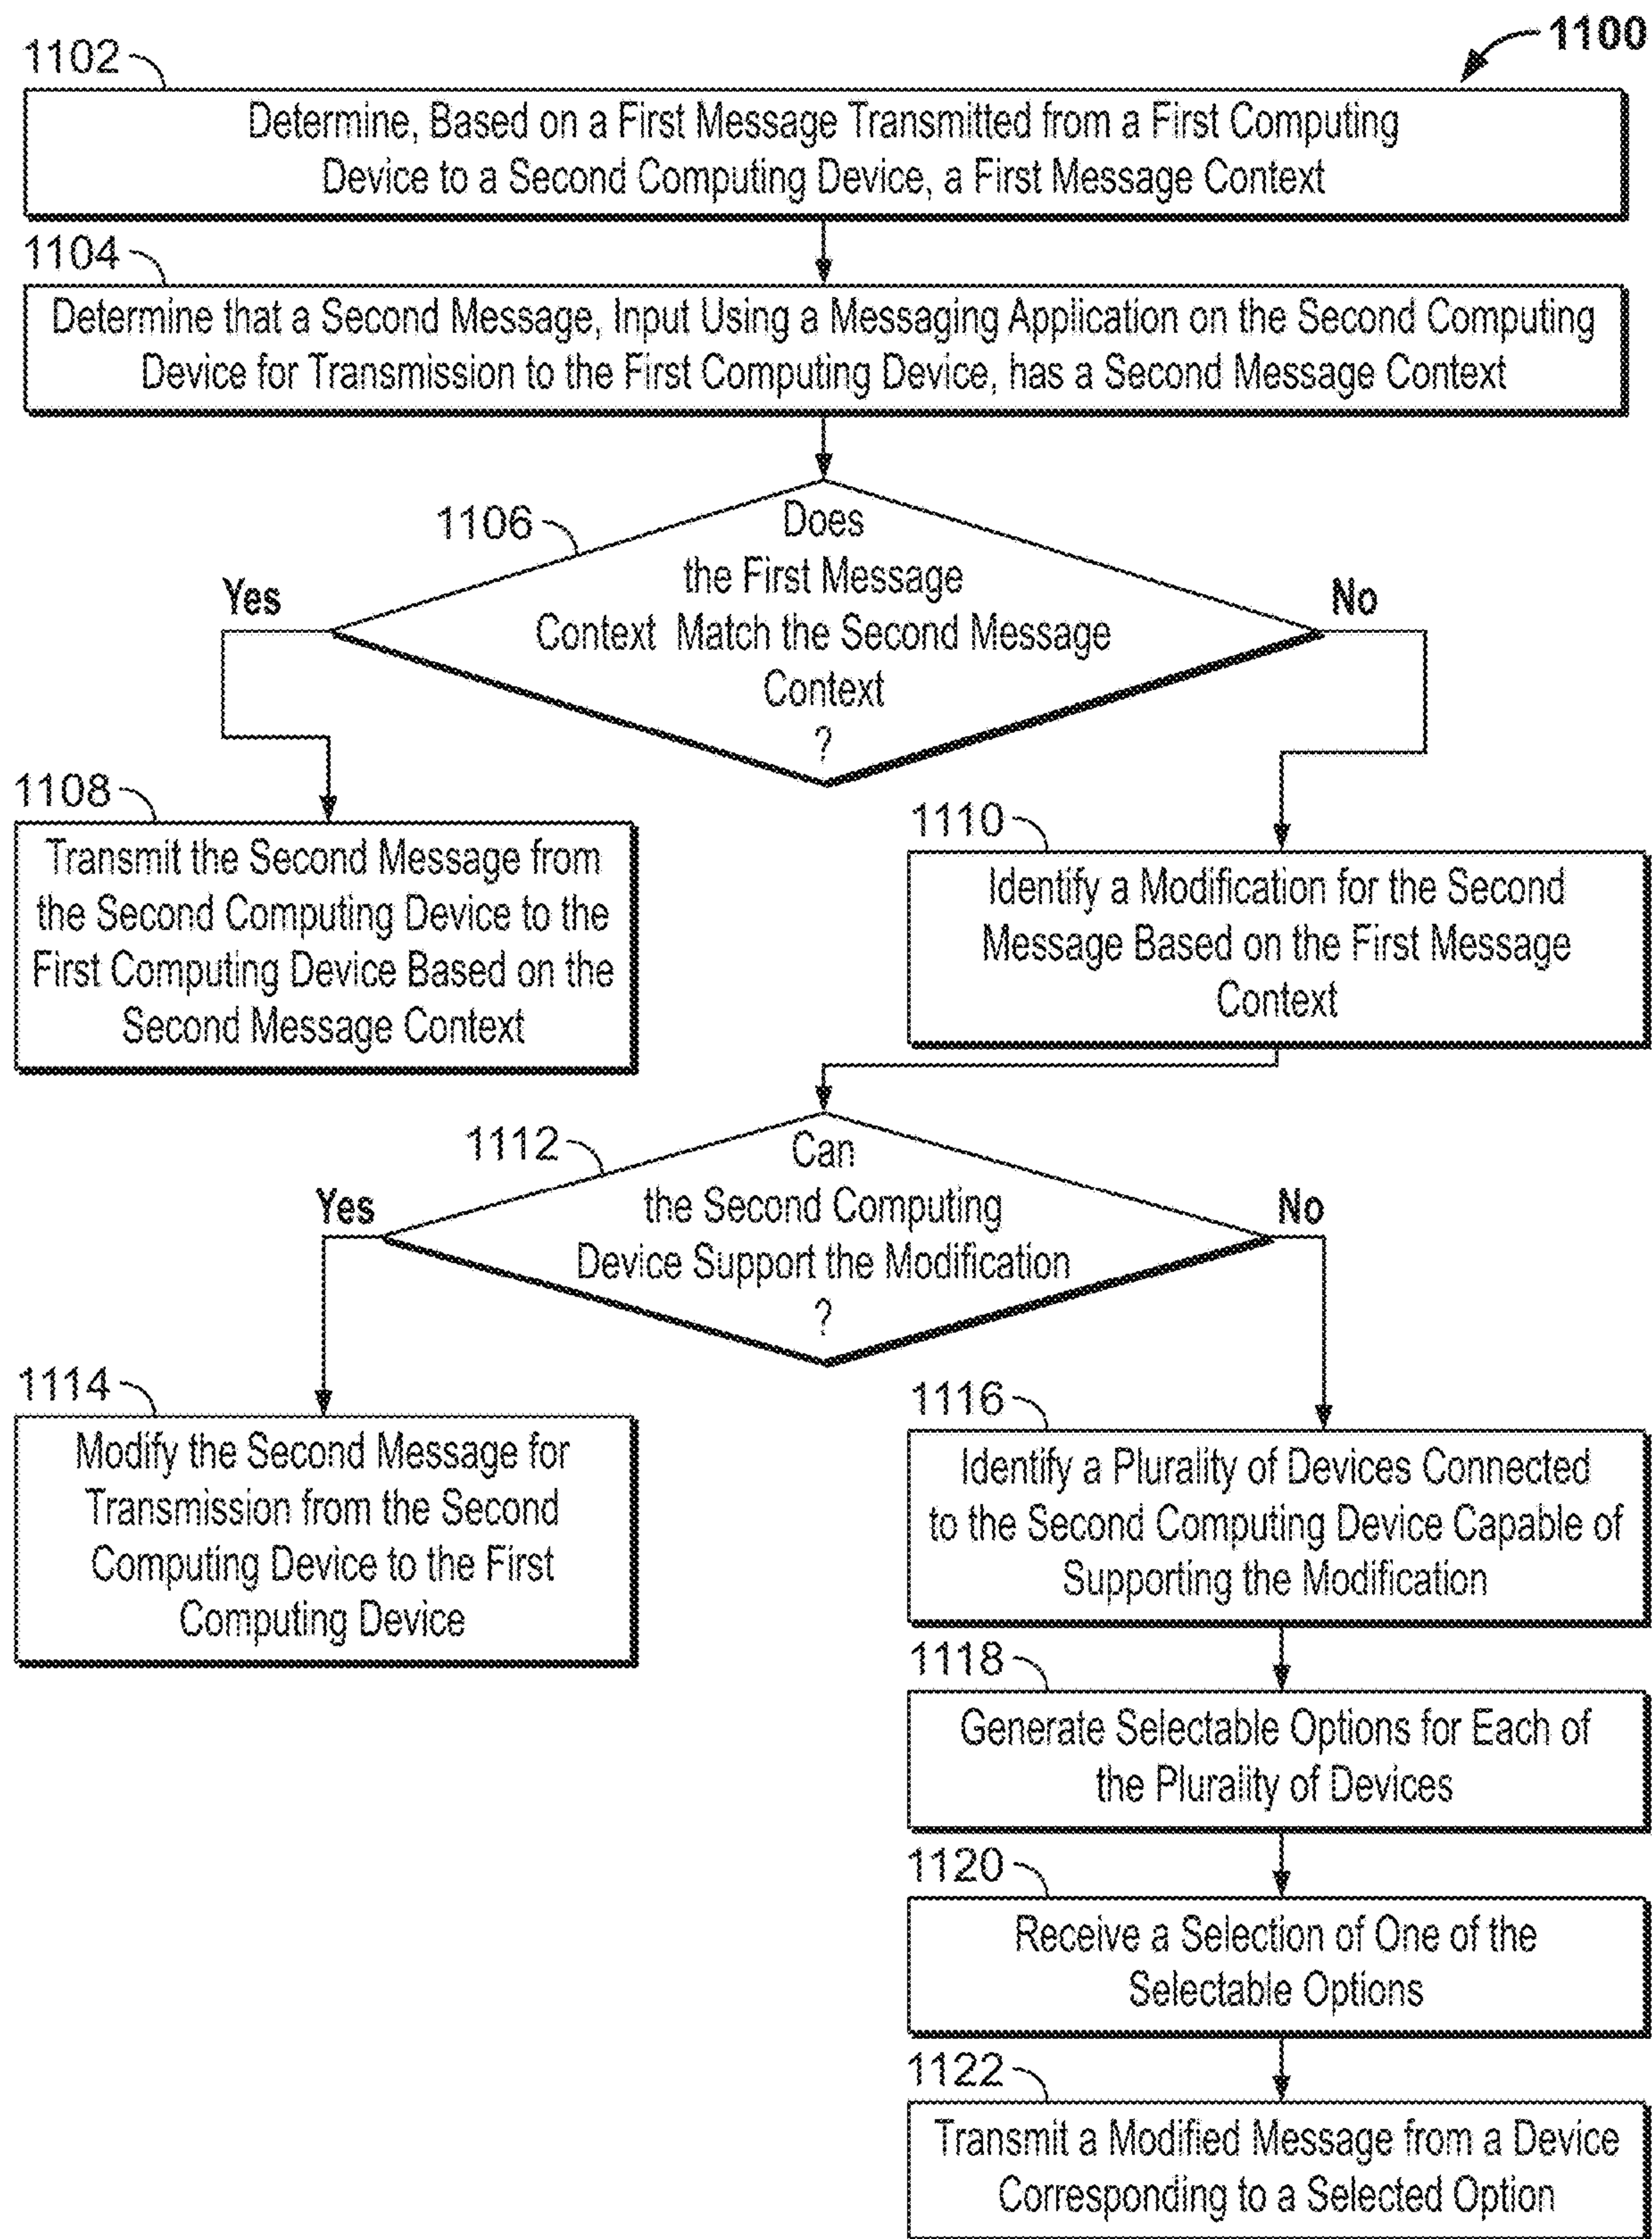 1100
1102
Determine, Based on a First Message Transmitted from a First Computing
Device to a Second Computing Device, a First Message Context
1104
Determine that a Second Message, Input Using a Messaging Application on the Second Computing
Device for Transmission to the First Computing Device, has a Second Message Context
1106
Does
the First Message
Context Match the Second Message
Context
?
Yes
No
1108
Transmit the Second Message from
the Second Computing Device to the
First Computing Device Based on the
Second Message Context
1110
Identify a Modification for the Second
Message Based on the First Message
Context
1112
Can
the Second Computing
Device Support the Modification
?
Yes
No
1114
Modify the Second Message for
Transmission from the Second
Computing Device to the First
Computing Device
1116
Identify a Plurality of Devices Connected
to the Second Computing Device Capable of
Supporting the Modification
1118
Generate Selectable Options for Each of
the Plurality of Devices
1120
Receive a Selection of One of the
Selectable Options
1122
Transmit a Modified Message from a Device
Corresponding to a Selected Option